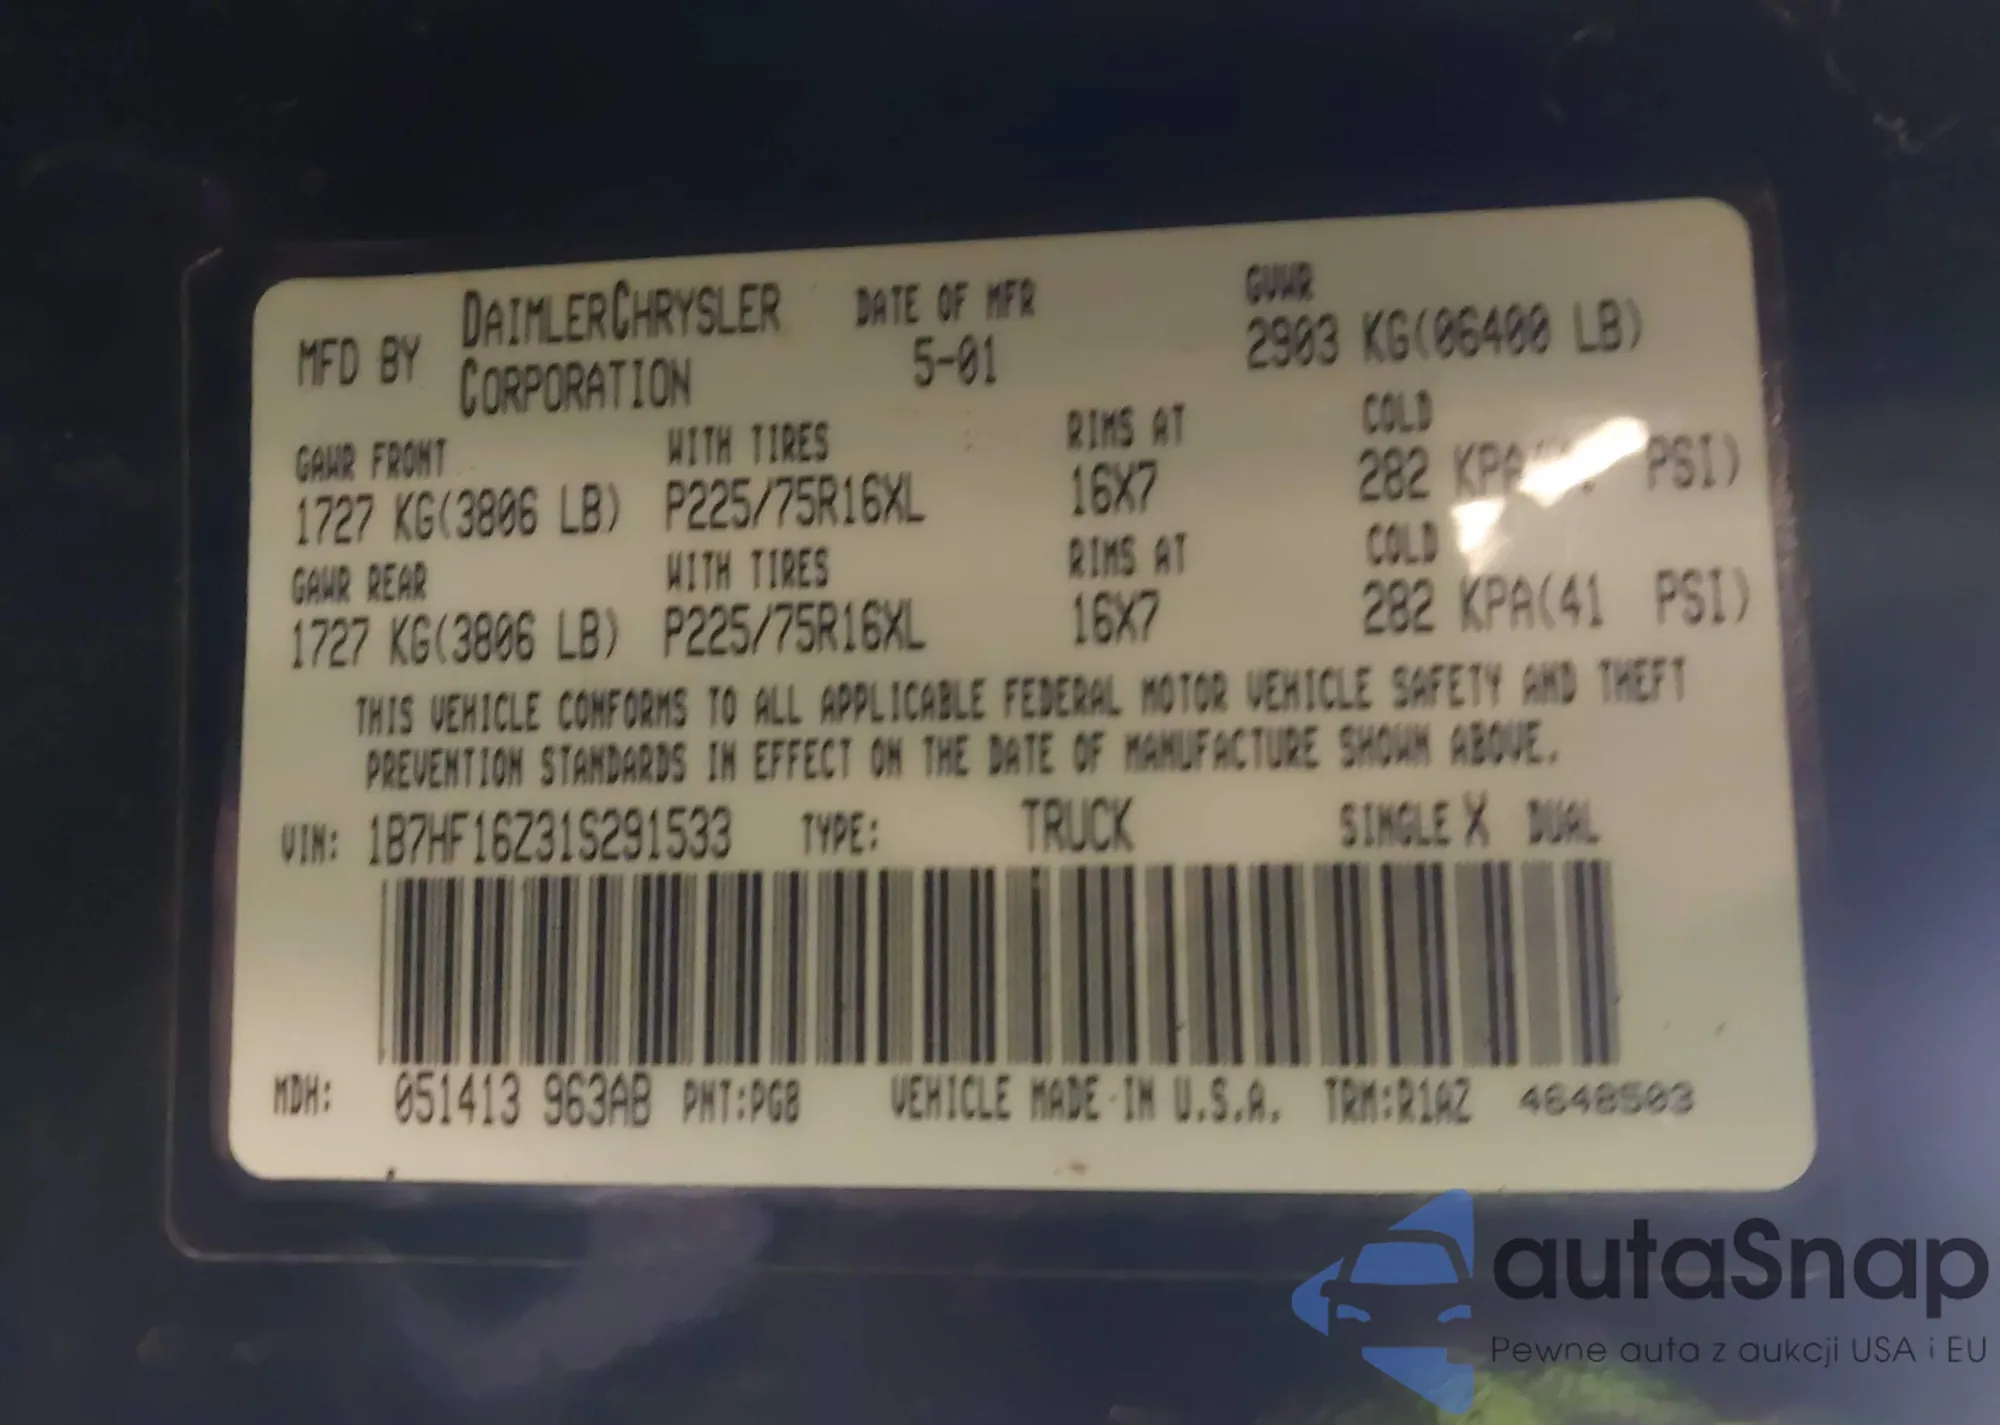 MFD BY DAIMLERCHRYSLER CORPORATION DATE OF MFR 5-01 GVWR 2903 KG(06400 LB)
GAWR FRONT WITH TIRES RIMS AT COLD
1727 KG(3806 LB) P225/75R16XL 16X7 282 KPA( PSI)
GAWR REAR WITH TIRES RIMS AT COLD
1727 KG(3806 LB) P225/75R16XL 16X7 282 KPA(41 PSI)
THIS VEHICLE CONFORMS TO ALL APPLICABLE FEDERAL MOTOR VEHICLE SAFETY AND THEFT
PREVENTION STANDARDS IN EFFECT ON THE DATE OF MANUFACTURE SHOWN ABOVE.
VIN: 1B7HF16Z31S291533 TYPE: TRUCK SINGLE X DUAL
MDH: 051413 963AB PNT:PG8 VEHICLE MADE IN U.S.A. TRM:R1AZ 4648503
autaSnap
Pewne auta z aukcji USA i EU